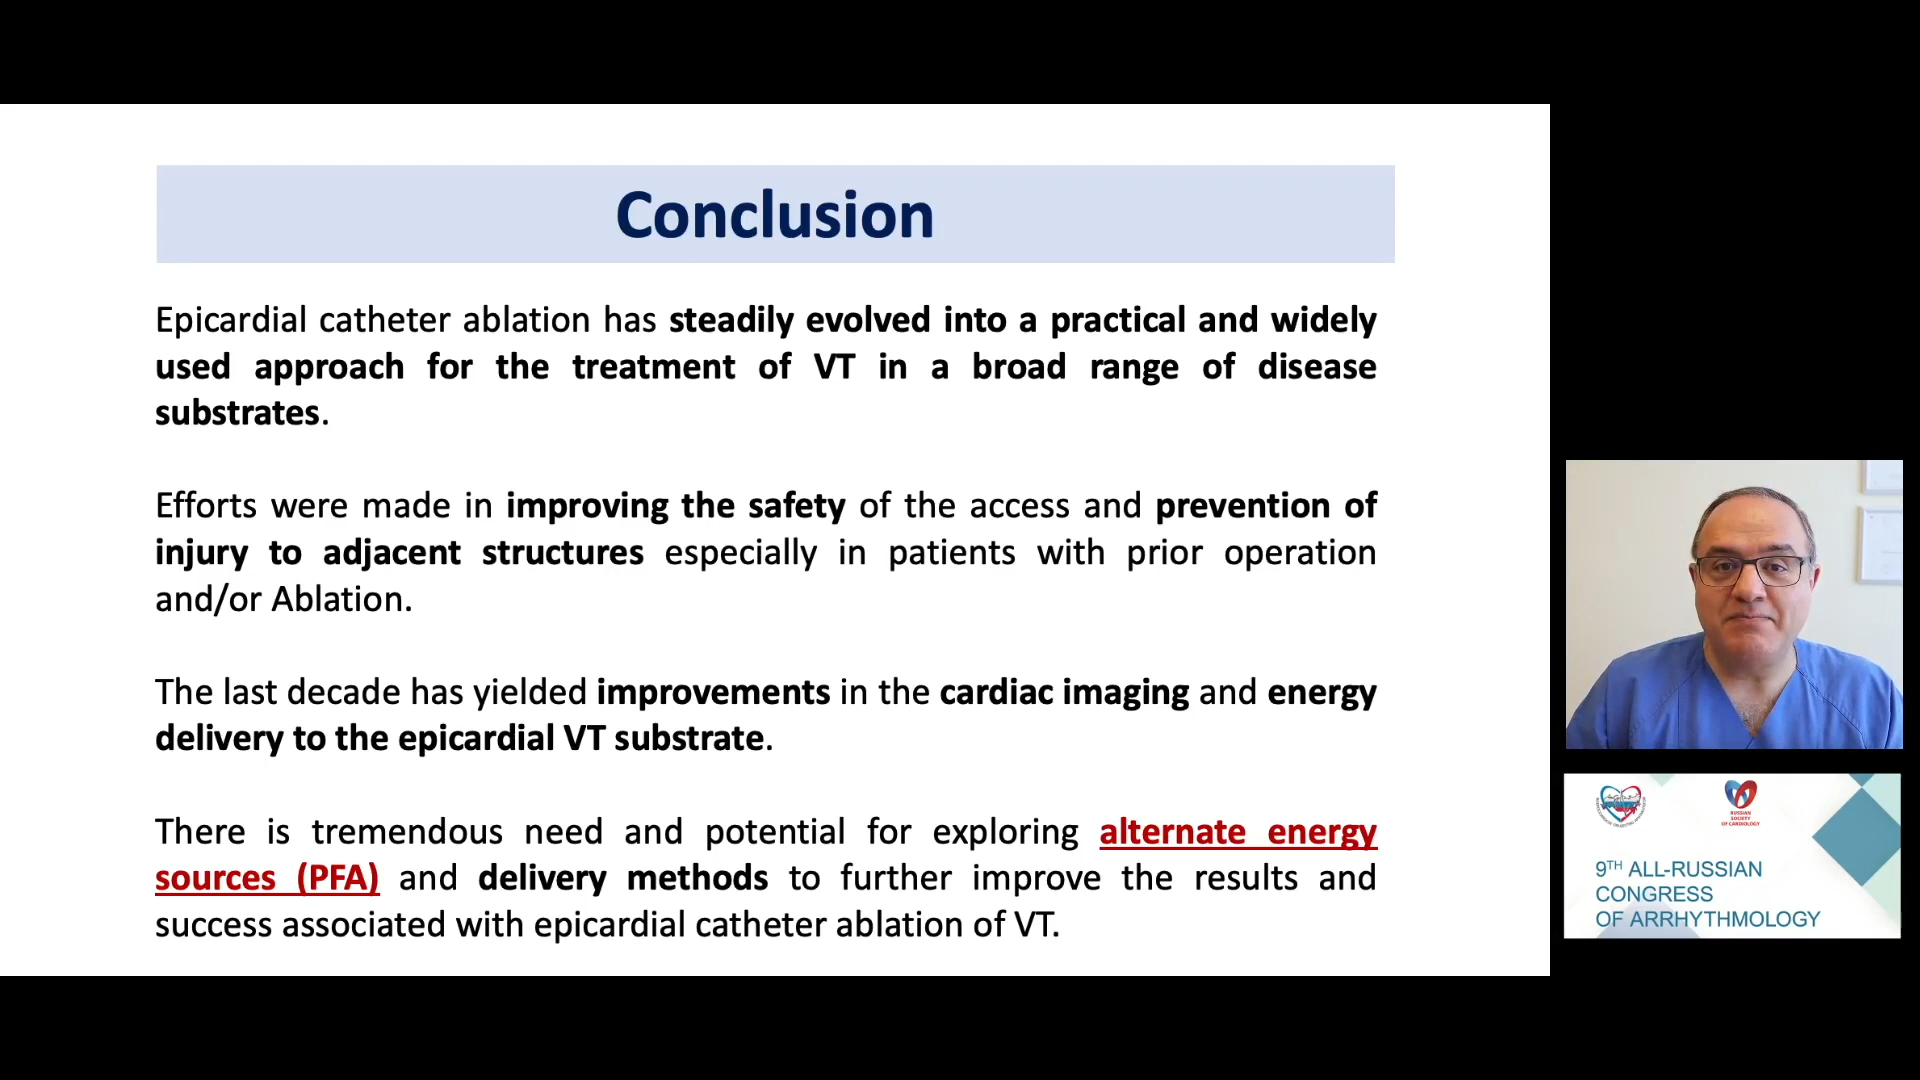 Conclusion
Epicardial catheter ablation has steadily evolved into a practical and widely
used approach for the treatment of VT in a broad range of disease
substrates.
Efforts were made in improving the safety of the access and prevention of
injury to adjacent structures especially in patients with prior operation
and/or Ablation.
The last decade has yielded improvements in the cardiac imaging and energy
delivery to the epicardial VT substrate.
There is tremendous need and potential for exploring alternate energy
sources (PFA) and delivery methods to further improve the results and
success associated with epicardial catheter ablation of VT.
RUSSIAN
SOCIETY
OF CARDIOLOGY
9TH ALL-RUSSIAN
CONGRESS
OF ARRHYTHMOLOGY